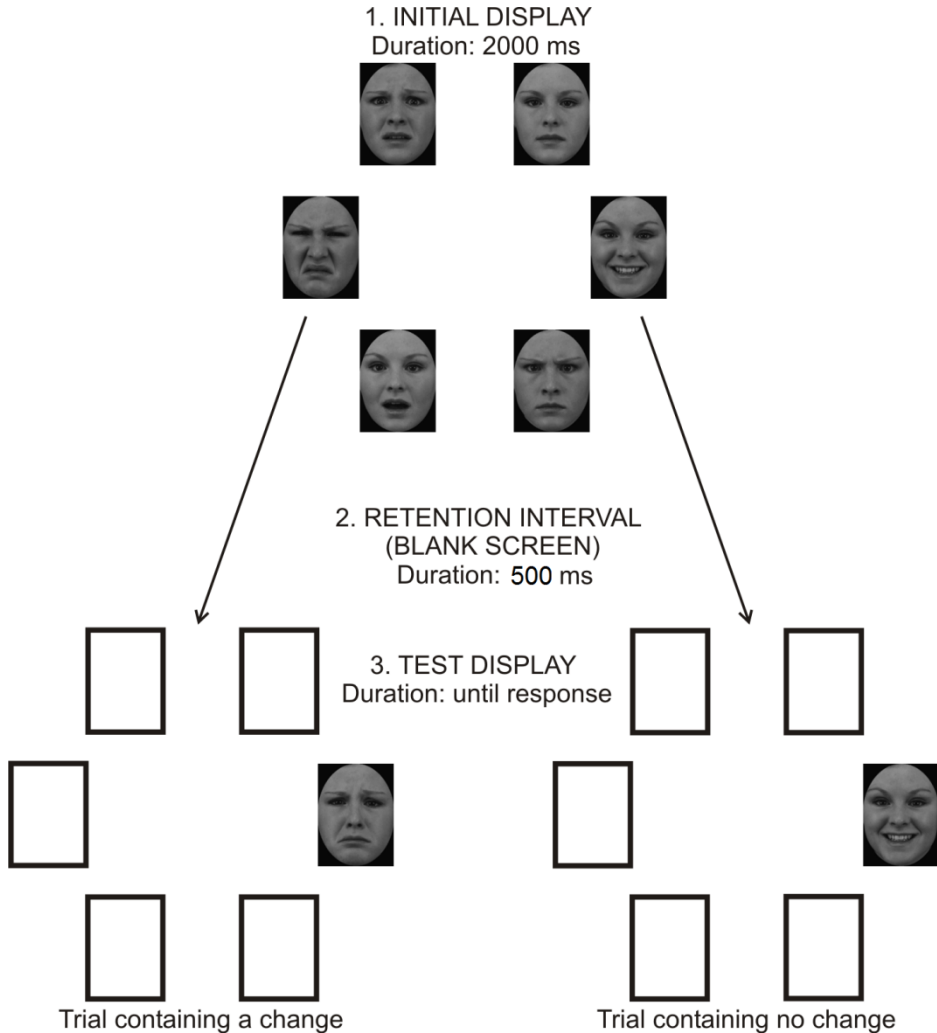 1. INITIAL DISPLAY
Duration: 2000 ms
2. RETENTION INTERVAL
(BLANK SCREEN)
Duration: 500 ms
3. TEST DISPLAY
Duration: until response
Trial containing a change
Trial containing no change